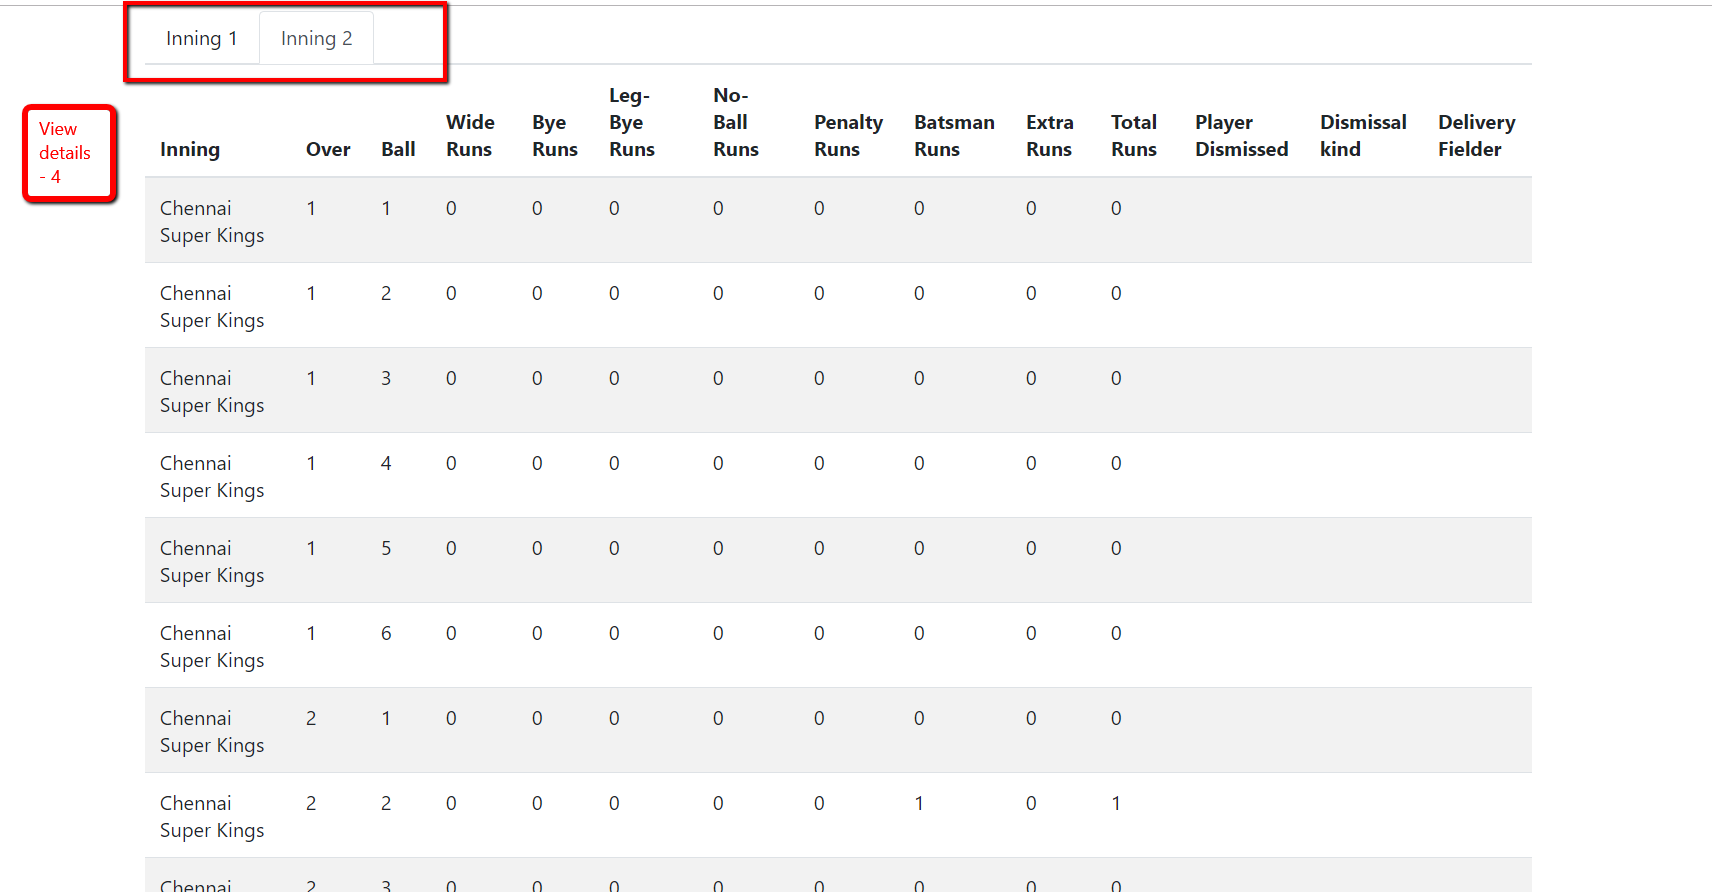 Inning 1 Inning 2
View
details
- 4
Leg- No-
Wide Bye Bye Ball Penalty Batsman Extra Total Player Dismissal Delivery
Inning Over Ball Runs Runs Runs Runs Runs Runs Runs Runs Dismissed kind Fielder
Chennai 1 1 0 0 0 0 0 0 0 0
Super Kings
Chennai 1 2 0 0 0 0 0 0 0 0
Super Kings
Chennai 1 3 0 0 0 0 0 0 0 0
Super Kings
Chennai 1 4 0 0 0 0 0 0 0 0
Super Kings
Chennai 1 5 0 0 0 0 0 0 0 0
Super Kings
Chennai 1 6 0 0 0 0 0 0 0 0
Super Kings
Chennai 2 1 0 0 0 0 0 0 0 0
Super Kings
Chennai 2 2 0 0 0 0 0 1 0 1
Super Kings
Chennai 2 3 0 0 0 0 0 0 0 0